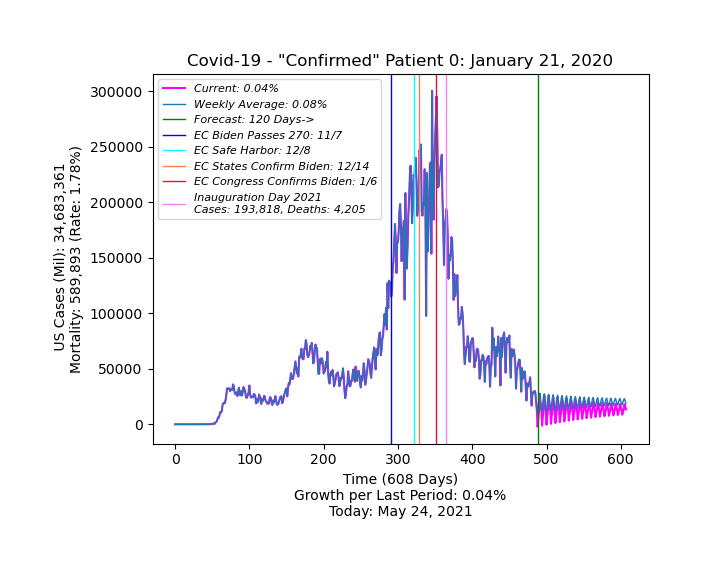 Covid-19 - "Confirmed" Patient 0: January 21, 2020
Current: 0.04%
Weekly Average: 0.08%
Forecast: 120 Days->
EC Biden Passes 270: 11/7
EC Safe Harbor: 12/8
EC States Confirm Biden: 12/14
EC Congress Confirms Biden: 1/6
Inauguration Day 2021
Cases: 193,818, Deaths: 4,205
US Cases (Mil): 34,683,361
Mortality: 589,893 (Rate: 1.78%)
300000
250000
200000
150000
100000
50000
0
0 100 200 300 400 500 600
Time (608 Days)
Growth per Last Period: 0.04%
Today: May 24, 2021